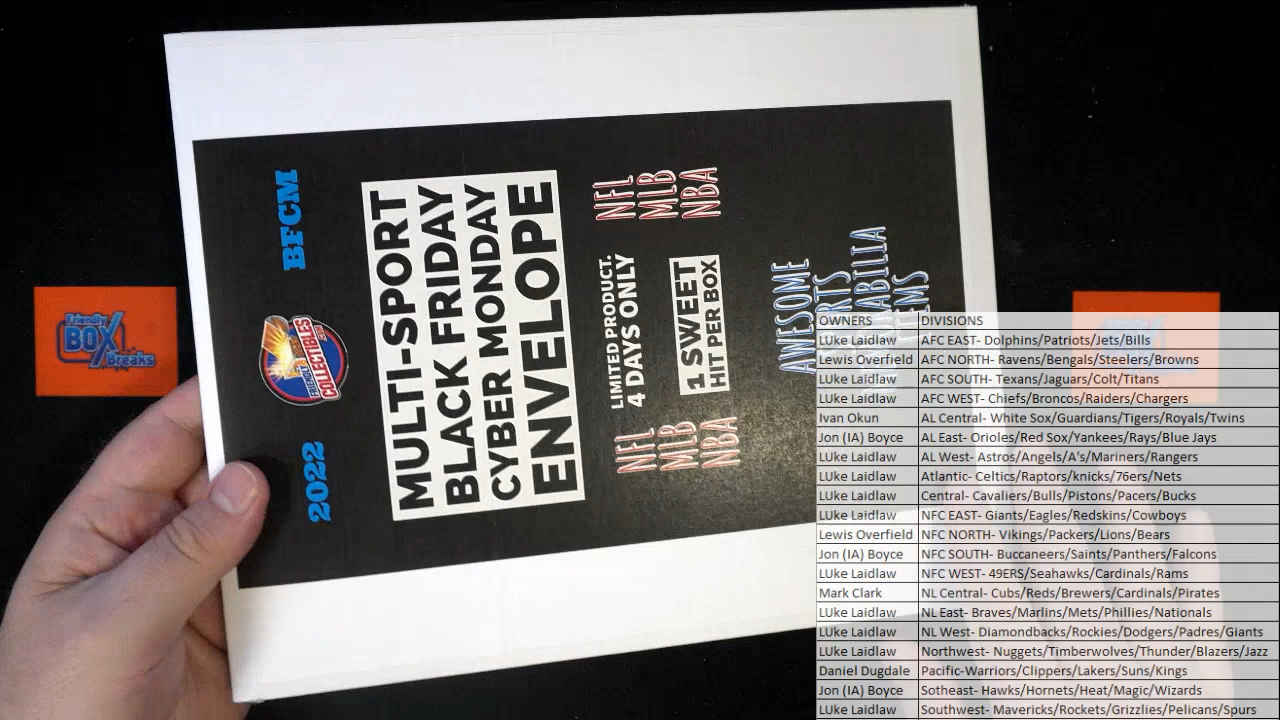 2022
BFCM
COLLECTIBLES
MULTI-SPORT
BLACK FRIDAY
CYBER MONDAY
ENVELOPE
NFL
MLB
NBA
LIMITED PRODUCT.
4 DAYS ONLY
1 SWEET
HIT PER BOX
NFL
MLB
NBA
AWESOME
Friendly
BOX
Breaks
OWNERS DIVISIONS
LUke Laidlaw AFC EAST- Dolphins/Patriots/Jets/Bills
Lewis Overfield AFC NORTH- Ravens/Bengals/Steelers/Browns
LUke Laidlaw AFC SOUTH- Texans/Jaguars/Colt/Titans
LUke Laidlaw AFC WEST- Chiefs/Broncos/Raiders/Chargers
Ivan Okun AL Central- White Sox/Guardians/Tigers/Royals/Twins
Jon (IA) Boyce AL East- Orioles/Red Sox/Yankees/Rays/Blue Jays
LUke Laidlaw AL West- Astros/Angels/A's/Mariners/Rangers
LUke Laidlaw Atlantic- Celtics/Raptors/knicks/76ers/Nets
LUke Laidlaw Central- Cavaliers/Bulls/Pistons/Pacers/Bucks
LUke Laidlaw NFC EAST- Giants/Eagles/Redskins/Cowboys
Lewis Overfield NFC NORTH- Vikings/Packers/Lions/Bears
Jon (IA) Boyce NFC SOUTH- Buccaneers/Saints/Panthers/Falcons
LUke Laidlaw NFC WEST- 49ERS/Seahawks/Cardinals/Rams
Mark Clark NL Central- Cubs/Reds/Brewers/Cardinals/Pirates
LUke Laidlaw NL East- Braves/Marlins/Mets/Phillies/Nationals
LUke Laidlaw NL West- Diamondbacks/Rockies/Dodgers/Padres/Giants
LUke Laidlaw Northwest- Nuggets/Timberwolves/Thunder/Blazers/Jazz
Daniel Dugdale Pacific-Warriors/Clippers/Lakers/Suns/Kings
Jon (IA) Boyce Sotheast- Hawks/Hornets/Heat/Magic/Wizards
LUke Laidlaw Southwest- Mavericks/Rockets/Grizzlies/Pelicans/Spurs